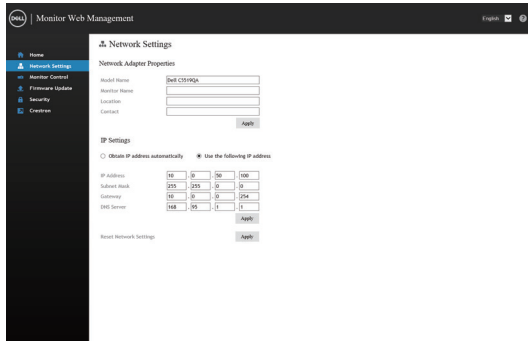 DELL | Monitor Web Management
English
Home
Network Settings
Monitor Control
Firmware Update
Security
Crestron
Network Settings
Network Adapter Properties
Model Name Dell C5519QA
Monitor Name
Location
Contact
Apply
IP Settings
Obtain IP address automatically Use the following IP address
IP Address 10 . 0 . 50 . 100
Subnet Mask 255 . 255 . 0 . 0
Gateway 10 . 0 . 0 . 254
DNS Server 168 . 95 . 1 . 1
Apply
Reset Network Settings Apply